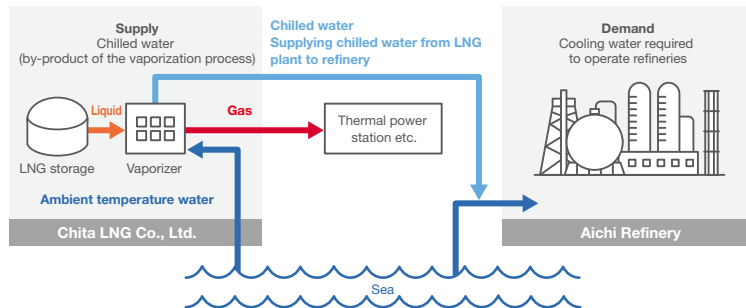 Supply
Chilled water
(by-product of the vaporization process)
Chilled water
Supplying chilled water from LNG
plant to refinery
Demand
Cooling water required
to operate refineries
Liquid
Gas
Thermal power
station etc.
LNG storage
Vaporizer
Ambient temperature water
Chita LNG Co., Ltd.
Aichi Refinery
Sea